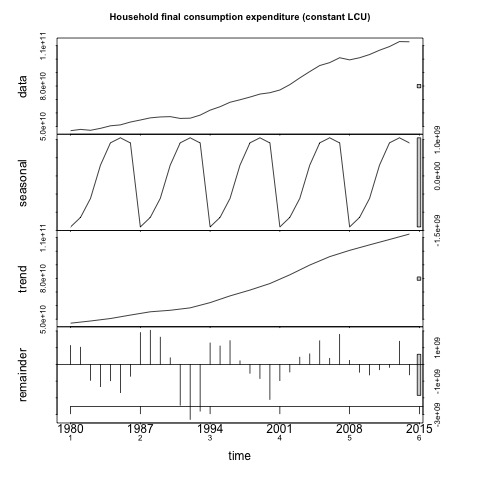 Household final consumption expenditure (constant LCU)
data
5.0e+10 8.0e+10 1.1e+11
seasonal
-1.5e+09 0.0e+00 1.0e+09
trend
5.0e+10 8.0e+10 1.1e+11
remainder
-3e+09 -1e+09 1e+09
1980 1987 1994 2001 2008 2015
1 2 3 4 5 6
time